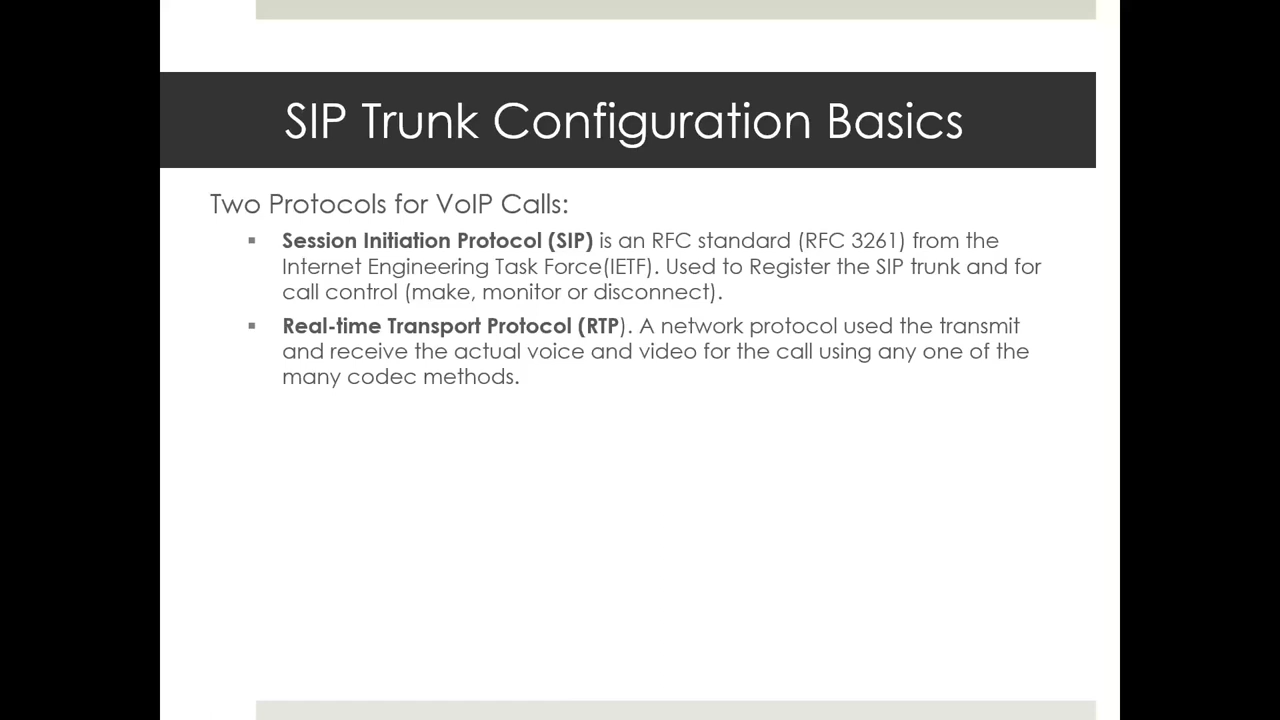 SIP Trunk Configuration Basics
Two Protocols for VoIP Calls:
▪ Session Initiation Protocol (SIP) is an RFC standard (RFC 3261) from the
Internet Engineering Task Force(IETF). Used to Register the SIP trunk and for
call control (make, monitor or disconnect).
▪ Real-time Transport Protocol (RTP). A network protocol used the transmit
and receive the actual voice and video for the call using any one of the
many codec methods.